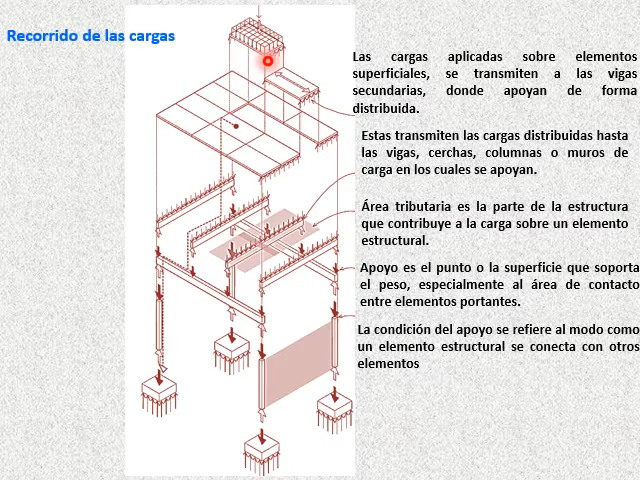 Recorrido de las cargas
Las cargas aplicadas sobre elementos
superficiales, se transmiten a las vigas
secundarias, donde apoyan de forma
distribuida.
Estas transmiten las cargas distribuidas hasta
las vigas, cerchas, columnas o muros de
carga en los cuales se apoyan.
Área tributaria es la parte de la estructura
que contribuye a la carga sobre un elemento
estructural.
Apoyo es el punto o la superficie que soporta
el peso, especialmente al área de contacto
entre elementos portantes.
La condición del apoyo se refiere al modo como
un elemento estructural se conecta con otros
elementos